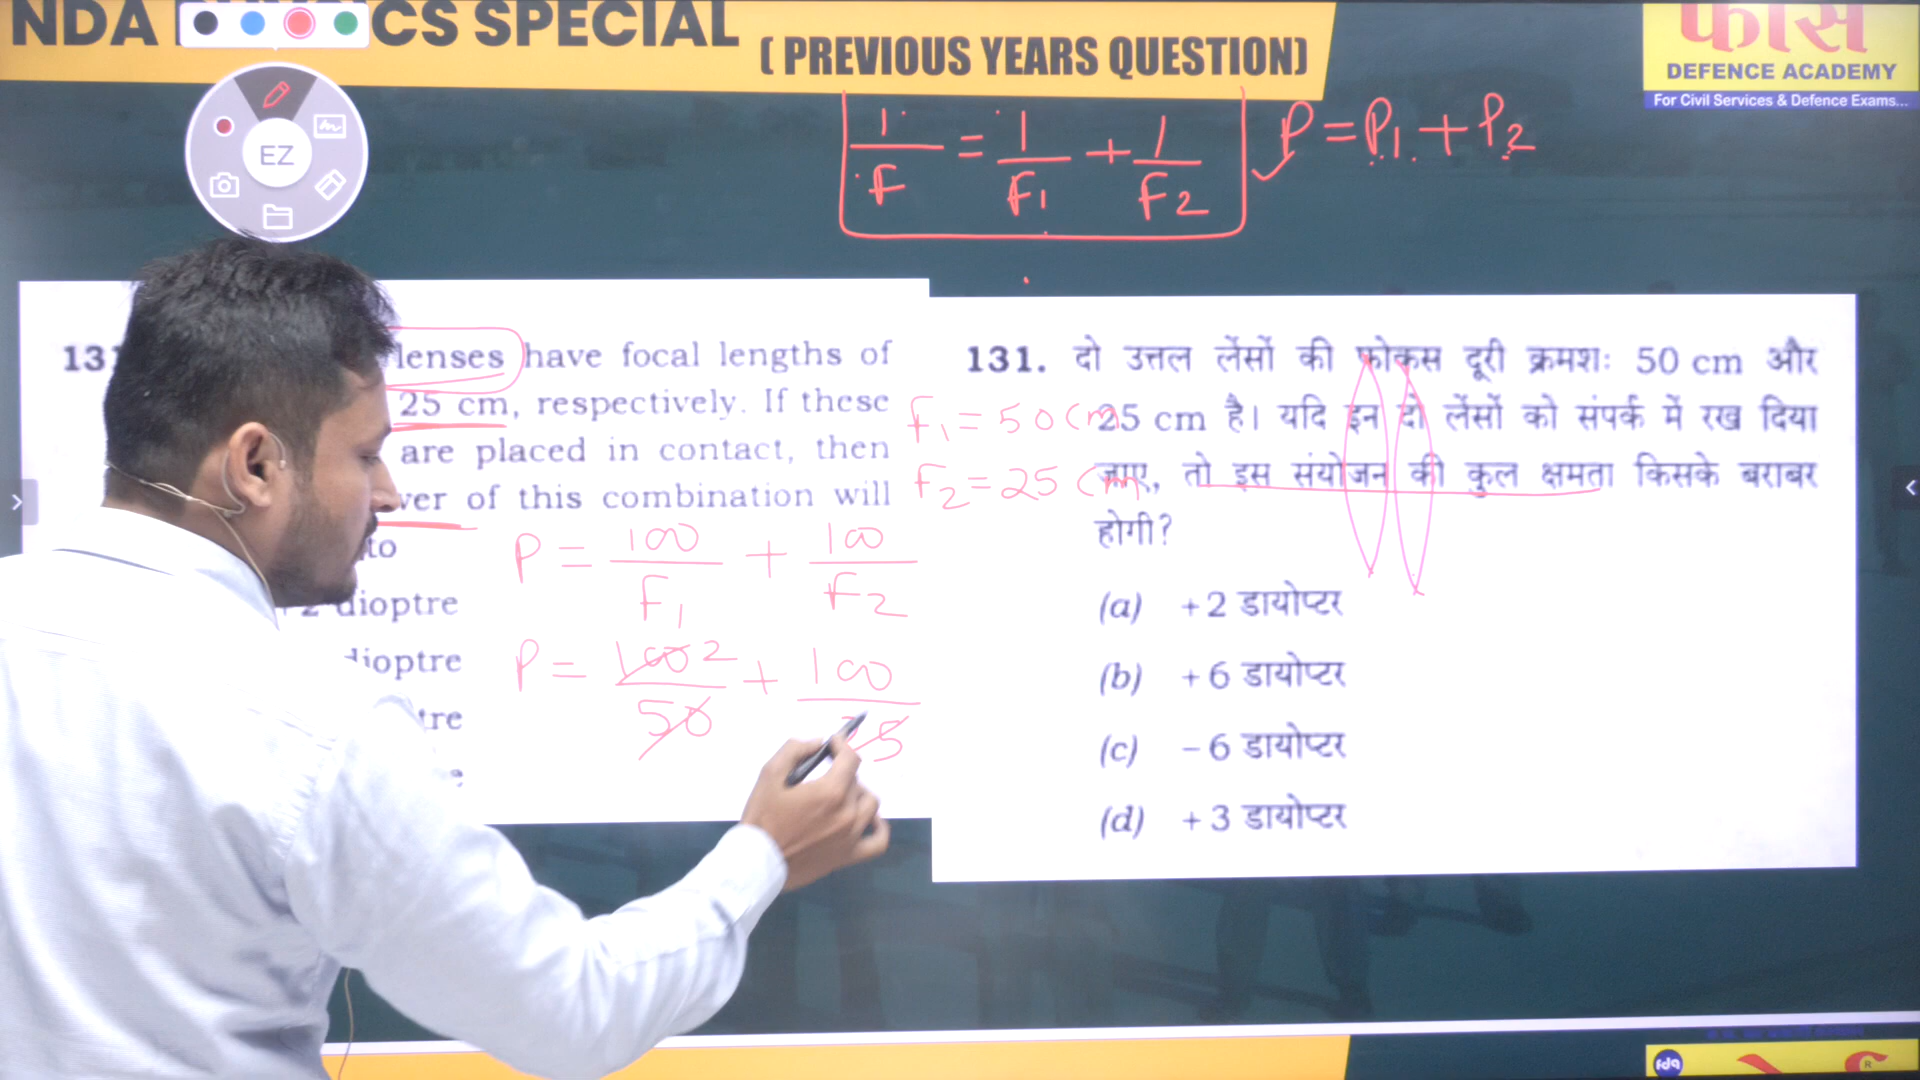 CS SPECIAL
NDA
( PREVIOUS YEARS QUESTION)
फोर्स
DEFENCE ACADEMY
For Civil Services & Defence Exams...
EZ
1/F = 1/F1 + 1/F2
P = P1 + P2
lenses have focal lengths of
25 cm, respectively. If these
are placed in contact, then
of this combination will
to
dioptre
dioptre
F1 = 50 cm
F2 = 25 cm
P = 100/F1 + 100/F2
P = 100 2/50 + 100/25
131. दो उत्तल लेंसों की फोकस दूरी क्रमशः 50 cm और
25 cm है। यदि इन दो लेंसों को संपर्क में रख दिया
जाए, तो इस संयोजन की कुल क्षमता किसके बराबर
होगी?
(a) +2 डायोप्टर
(b) +6 डायोप्टर
(c) −6 डायोप्टर
(d) +3 डायोप्टर
fda